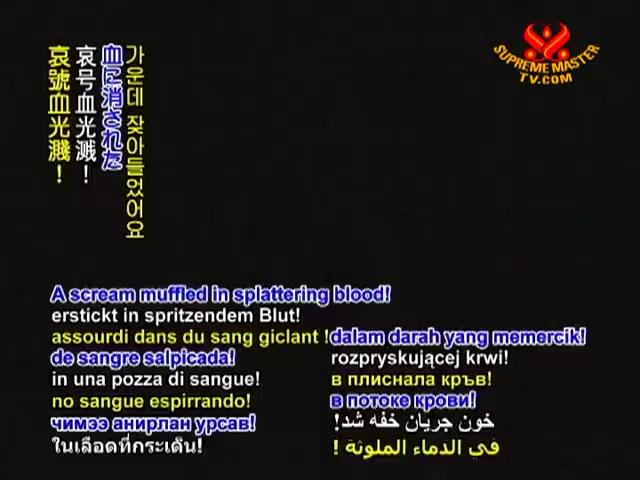 SUPREME MASTER
TV.COM
가운데 잦아들었어요
血に消された
哀号血光溅！
哀號血光濺！
A scream muffled in splattering blood!
erstickt in spritzendem Blut!
assourdi dans du sang giclant !
de sangre salpicada!
in una pozza di sangue!
no sangue espirrando!
чимээ анирлан урсав!
ในเลือดที่กระเด็น!
dalam darah yang memercik!
rozpryskującej krwi!
в плиснала кръв!
в потоке крови!
خون جریان خفه شد!
في الدماء الملوثة !